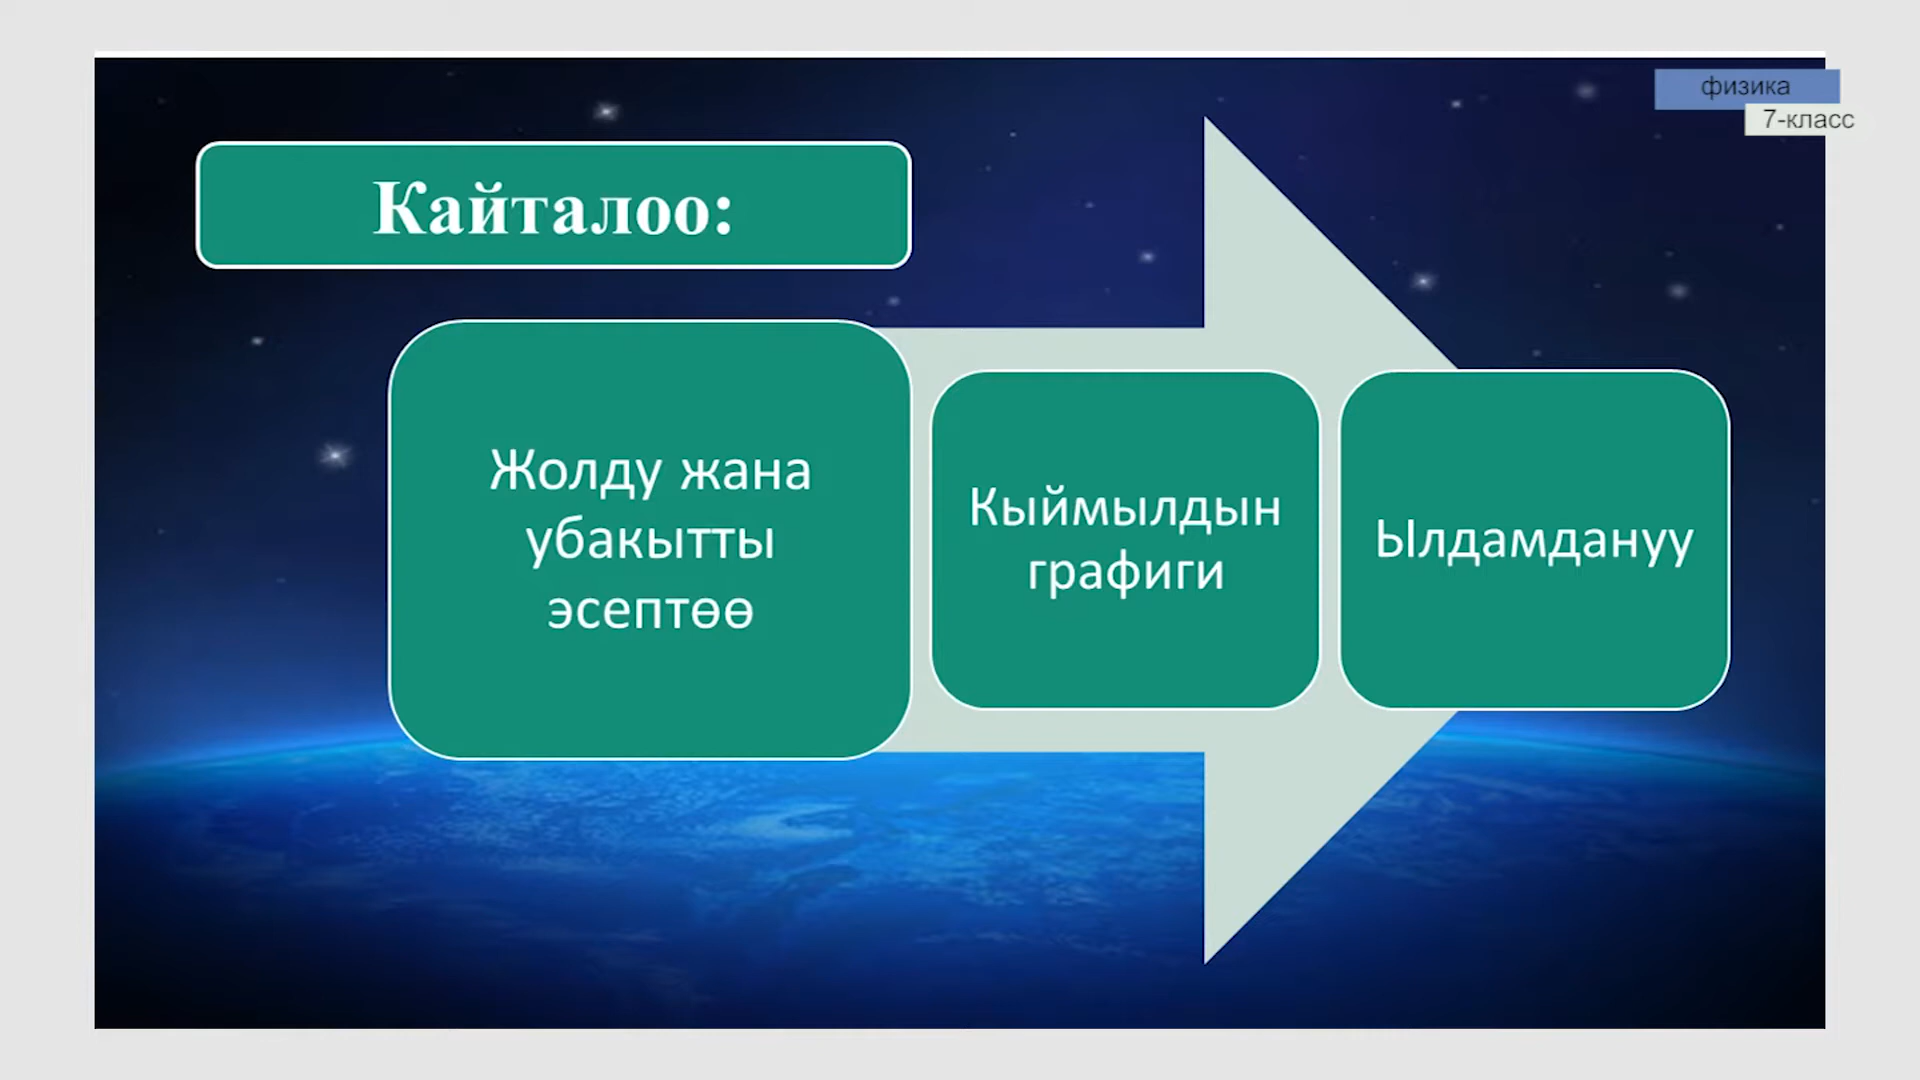 физика
7-класс
Кайталоо:
Жолду жана
убакытты
эсептөө
Кыймылдын
графиги
Ылдамдануу